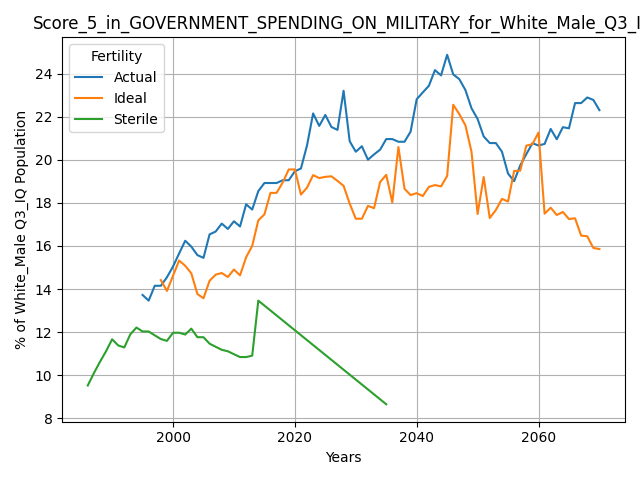 Score_5_in_GOVERNMENT_SPENDING_ON_MILITARY_for_White_Male_Q3_I
Fertility
Actual
Ideal
Sterile
% of White_Male Q3_IQ Population
24
22
20
18
16
14
12
10
8
2000 2020 2040 2060
Years